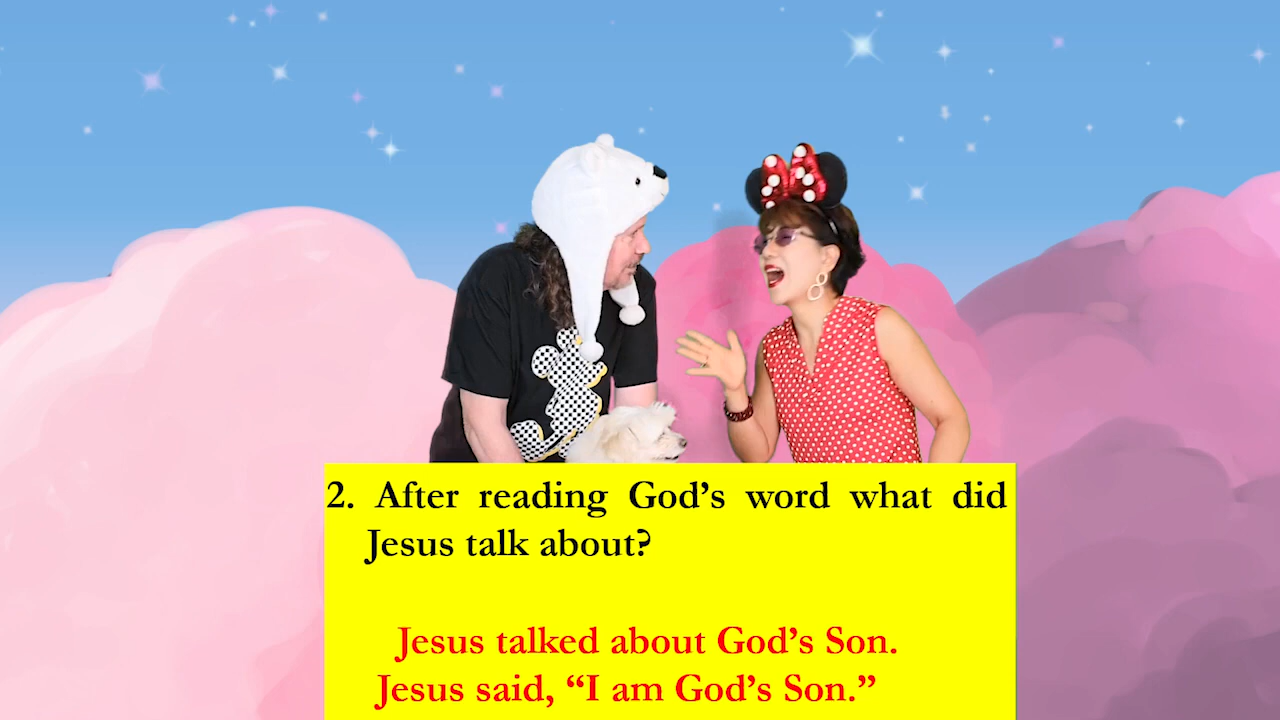 2. After reading God’s word what did
Jesus talk about?
Jesus talked about God’s Son.
Jesus said, “I am God’s Son.”